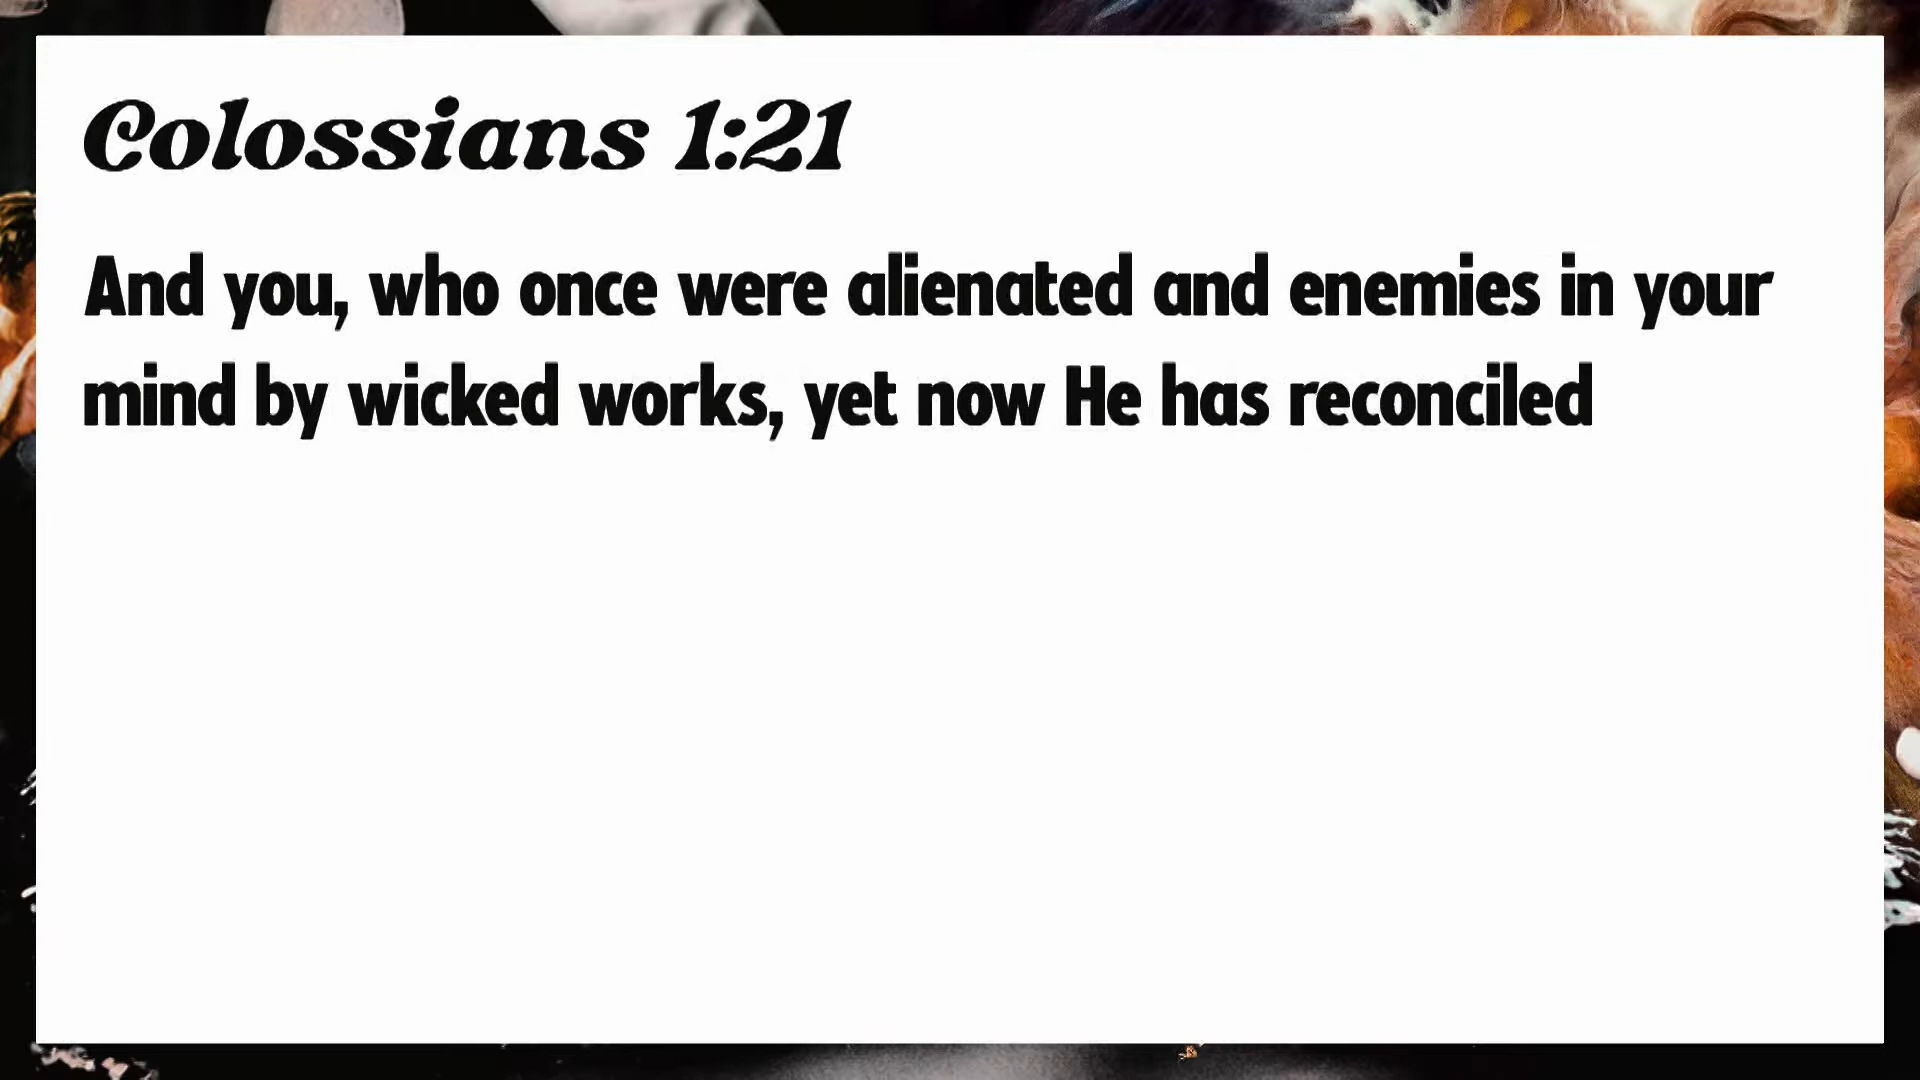 Colossians 1:21
And you, who once were alienated and enemies in your
mind by wicked works, yet now He has reconciled